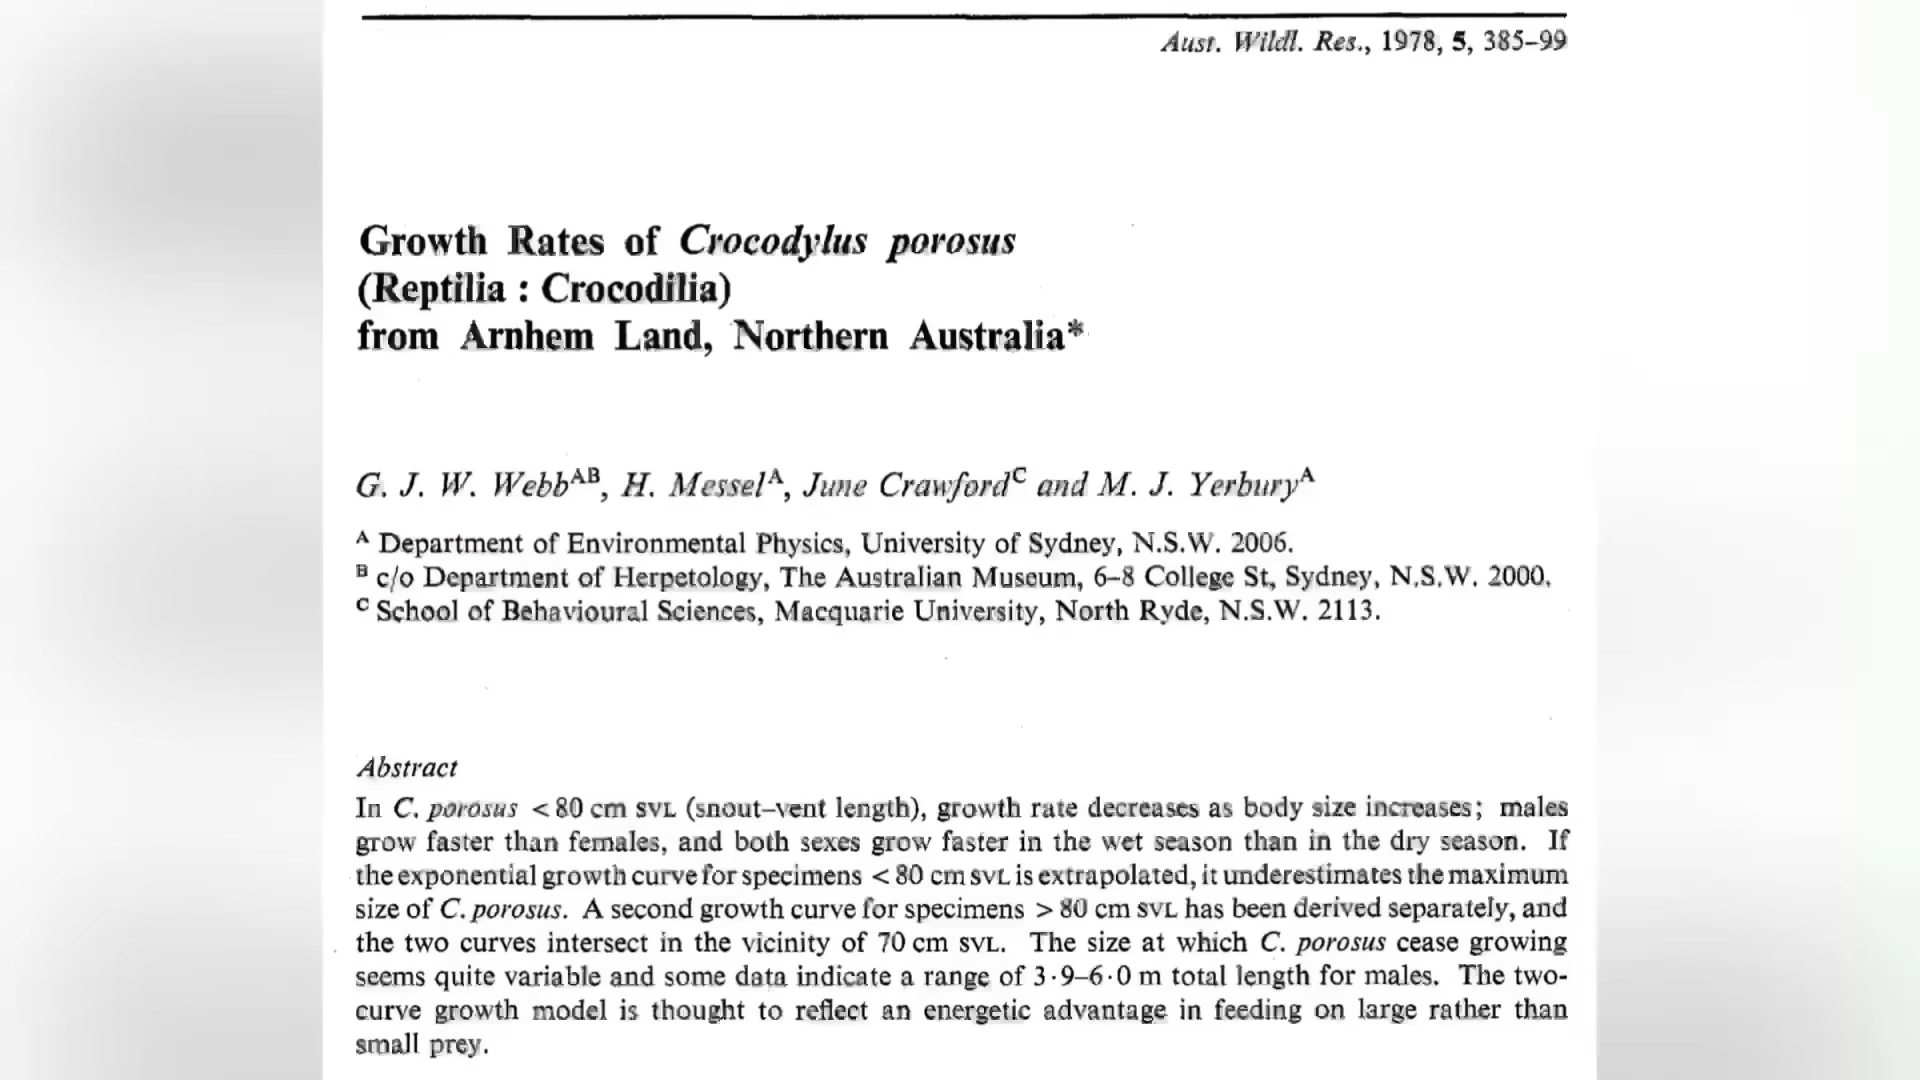 Aust. Wildl. Res., 1978, 5, 385–99
Growth Rates of Crocodylus porosus
(Reptilia : Crocodilia)
from Arnhem Land, Northern Australia*
G. J. W. Webb^AB, H. Messel^A, June Crawford^C and M. J. Yerbury^A
^A Department of Environmental Physics, University of Sydney, N.S.W. 2006.
^B c/o Department of Herpetology, The Australian Museum, 6–8 College St, Sydney, N.S.W. 2000.
^C School of Behavioural Sciences, Macquarie University, North Ryde, N.S.W. 2113.
Abstract
In C. porosus < 80 cm SVL (snout–vent length), growth rate decreases as body size increases; males
grow faster than females, and both sexes grow faster in the wet season than in the dry season. If
the exponential growth curve for specimens < 80 cm SVL is extrapolated, it underestimates the maximum
size of C. porosus. A second growth curve for specimens > 80 cm SVL has been derived separately, and
the two curves intersect in the vicinity of 70 cm SVL. The size at which C. porosus cease growing
seems quite variable and some data indicate a range of 3·9–6·0 m total length for males. The two-
curve growth model is thought to reflect an energetic advantage in feeding on large rather than
small prey.